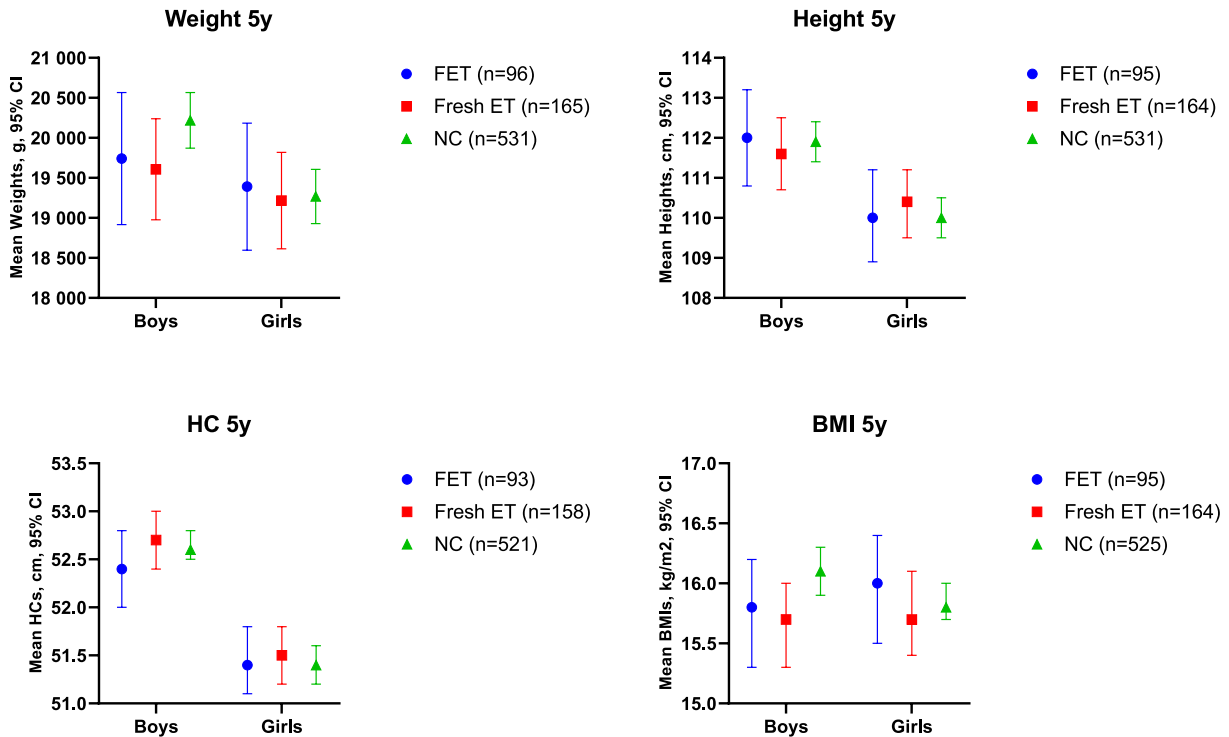 Weight 5y
Mean Weights, g, 95% CI
21 000
20 500
20 000
19 500
19 000
18 500
18 000
Boys
Girls
FET (n=96)
Fresh ET (n=165)
NC (n=531)
Height 5y
Mean Heights, cm, 95% CI
114
113
112
111
110
109
108
Boys
Girls
FET (n=95)
Fresh ET (n=164)
NC (n=531)
HC 5y
Mean HCs, cm, 95% CI
53.5
53.0
52.5
52.0
51.5
51.0
Boys
Girls
FET (n=93)
Fresh ET (n=158)
NC (n=521)
BMI 5y
Mean BMIs, kg/m2, 95% CI
17.0
16.5
16.0
15.5
15.0
Boys
Girls
FET (n=95)
Fresh ET (n=164)
NC (n=525)